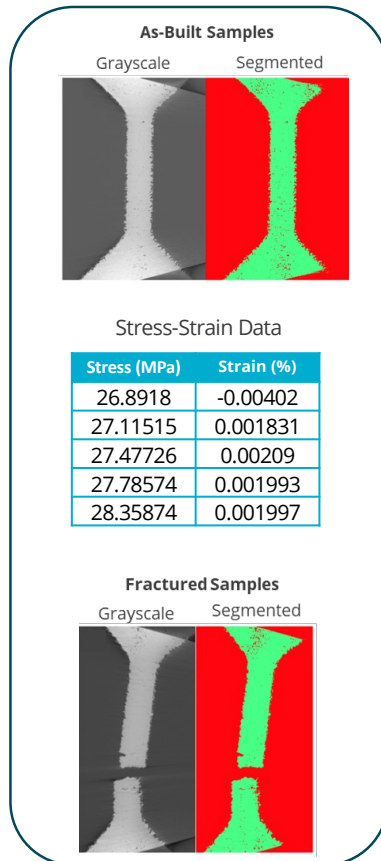 As-Built Samples
Grayscale Segmented
Stress-Strain Data
Stress (MPa) Strain (%)
26.8918 -0.00402
27.11515 0.001831
27.47726 0.00209
27.78574 0.001993
28.35874 0.001997
Fractured Samples
Grayscale Segmented